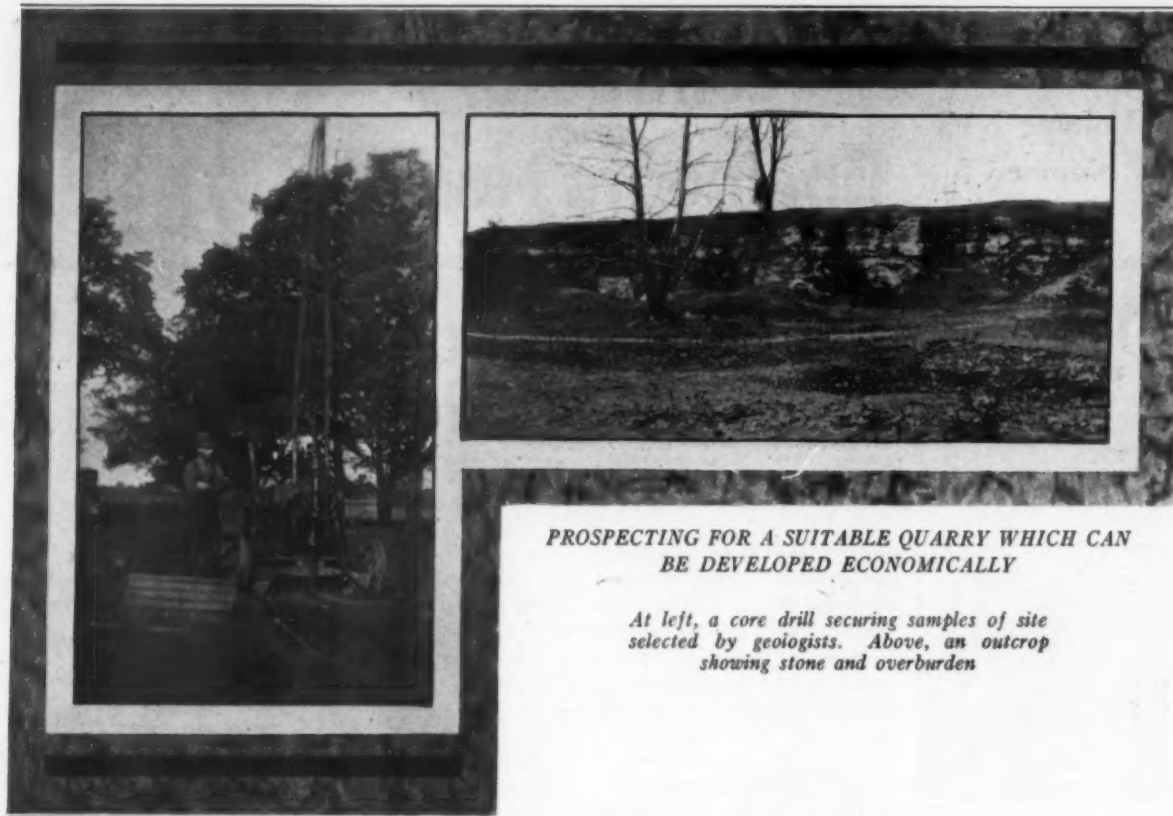 PROSPECTING FOR A SUITABLE QUARRY WHICH CAN
BE DEVELOPED ECONOMICALLY
At left, a core drill securing samples of site
selected by geologists. Above, an outcrop
showing stone and overburden